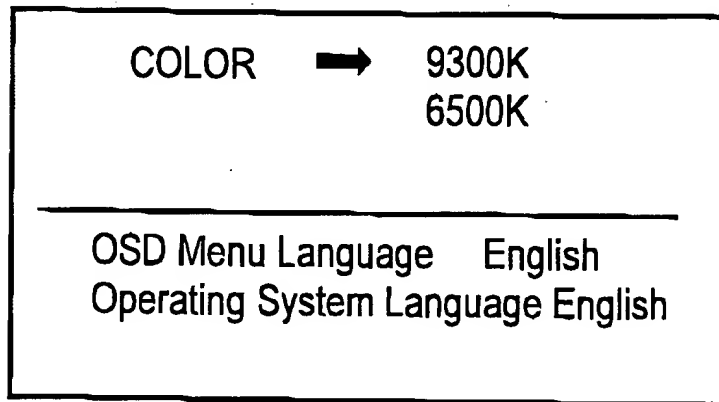 COLOR ➡ 9300K
6500K
OSD Menu Language English
Operating System Language English